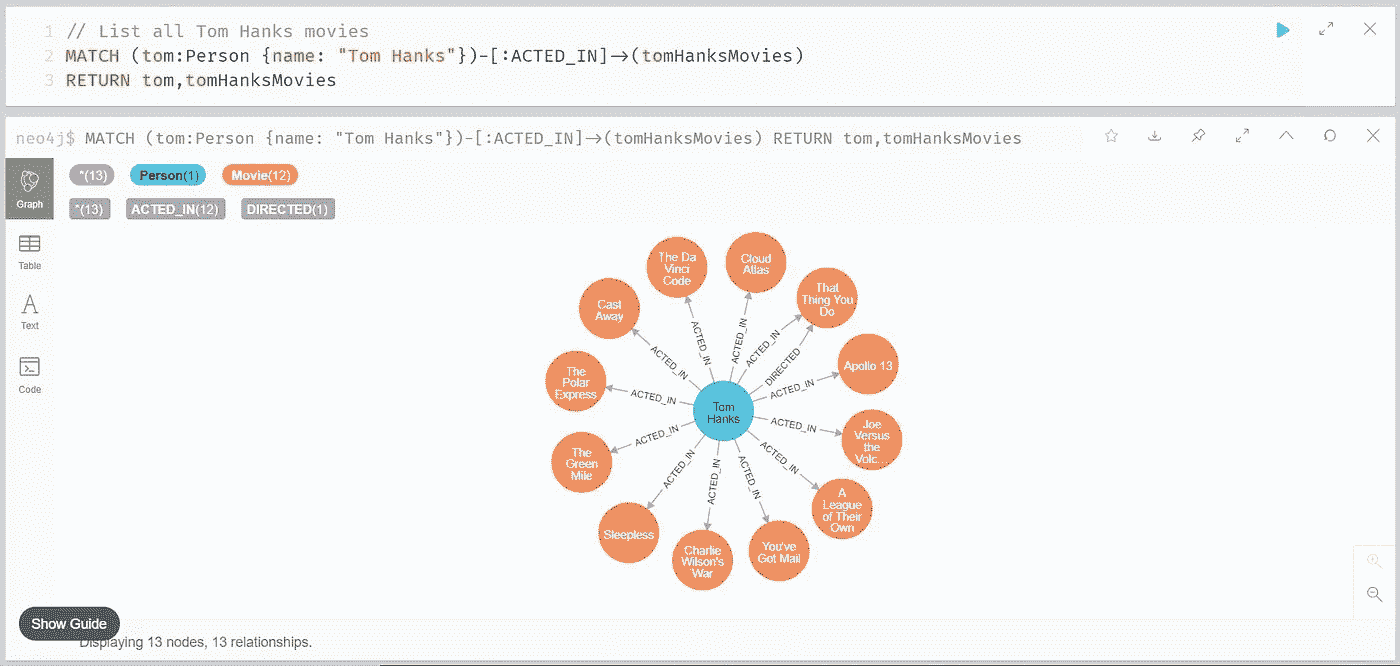 1 // List all Tom Hanks movies
2 MATCH (tom:Person {name: "Tom Hanks"})-[:ACTED_IN]→(tomHanksMovies)
3 RETURN tom,tomHanksMovies
neo4j$ MATCH (tom:Person {name: "Tom Hanks"})-[:ACTED_IN]→(tomHanksMovies) RETURN tom,tomHanksMovies
Graph
Table
Text
Code
*(13) Person(1) Movie(12)
*(13) ACTED_IN(12) DIRECTED(1)
The Da
Vinci
Code
Cloud
Atlas
That
Thing You
Do
Cast
Away
Apollo 13
The
Polar
Express
Joe
Versus
the
Volc...
The
Green
Mile
A
League
of Their
Own
Sleepless
Charlie
Wilson's
War
You've
Got Mail
Tom
Hanks
ACTED_IN
ACTED_IN
ACTED_IN
DIRECTED
ACTED_IN
ACTED_IN
ACTED_IN
ACTED_IN
ACTED_IN
ACTED_IN
ACTED_IN
ACTED_IN
ACTED_IN
Show Guide
Displaying 13 nodes, 13 relationships.